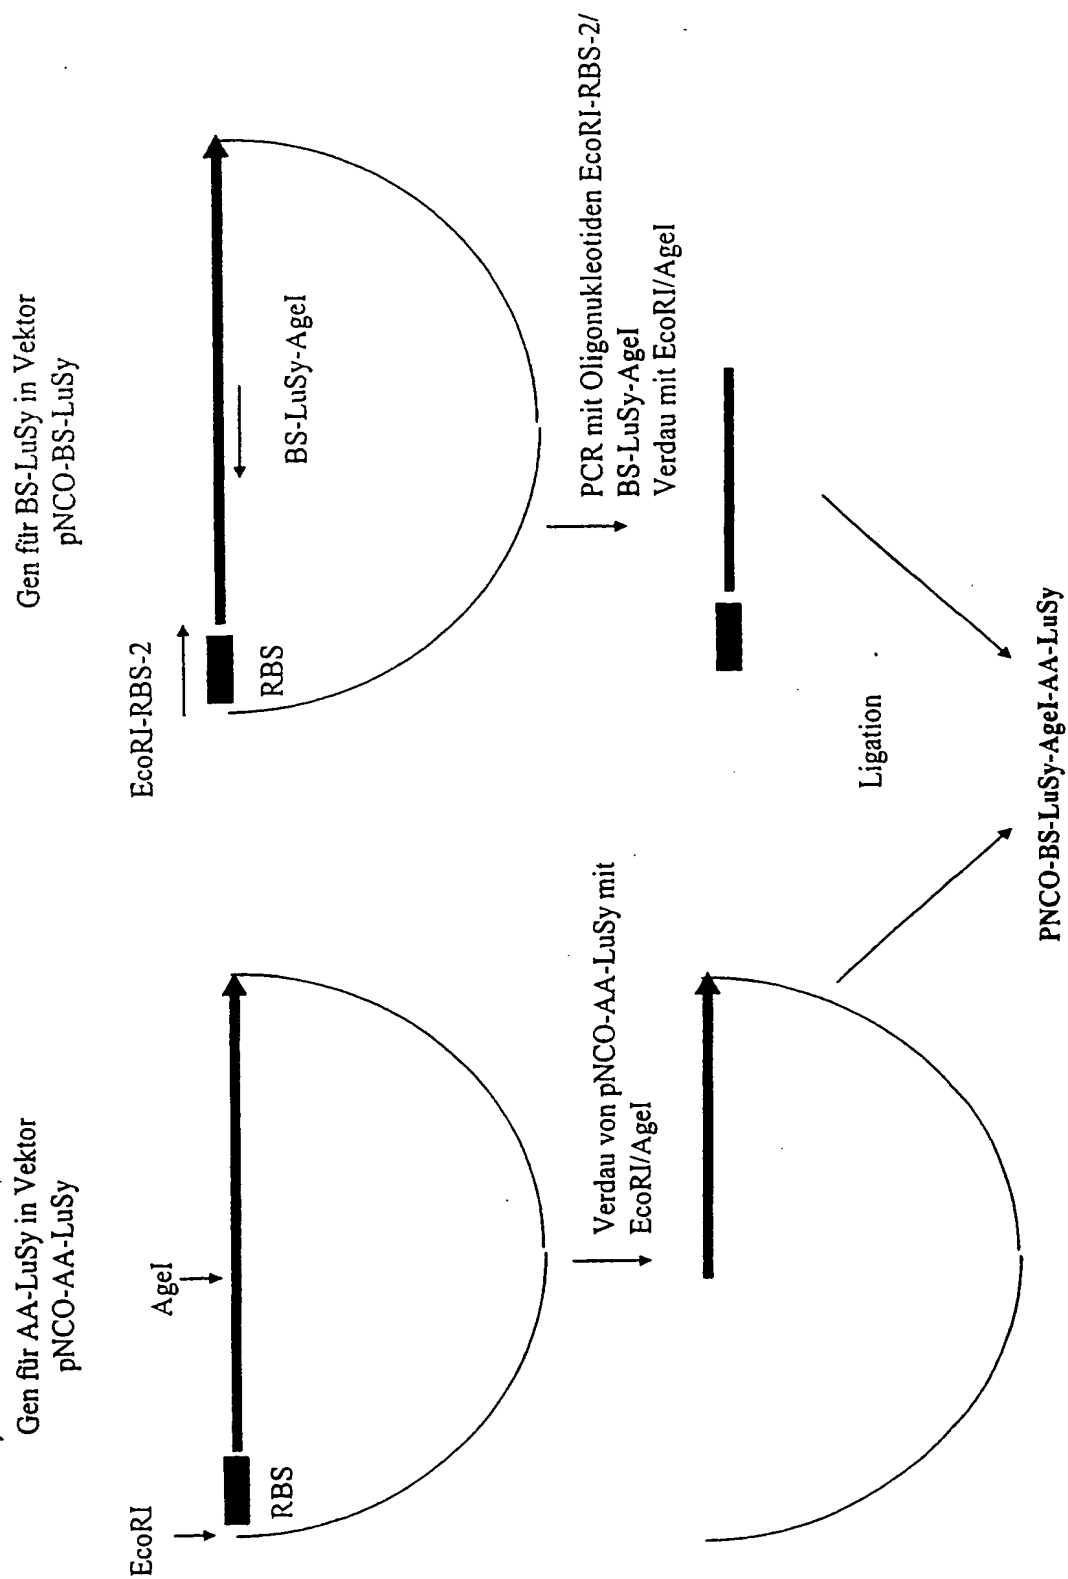 Gen für AA-LuSy in Vektor
pNCO-AA-LuSy
EcoRI
AgeI
RBS
Verdau von pNCO-AA-LuSy mit
EcoRI/AgeI
Gen für BS-LuSy in Vektor
pNCO-BS-LuSy
EcoRI-RBS-2
RBS
BS-LuSy-AgeI
PCR mit Oligonukleotiden EcoRI-RBS-2/
BS-LuSy-AgeI
Verdau mit EcoRI/AgeI
Ligation
PNCO-BS-LuSy-AgeI-AA-LuSy